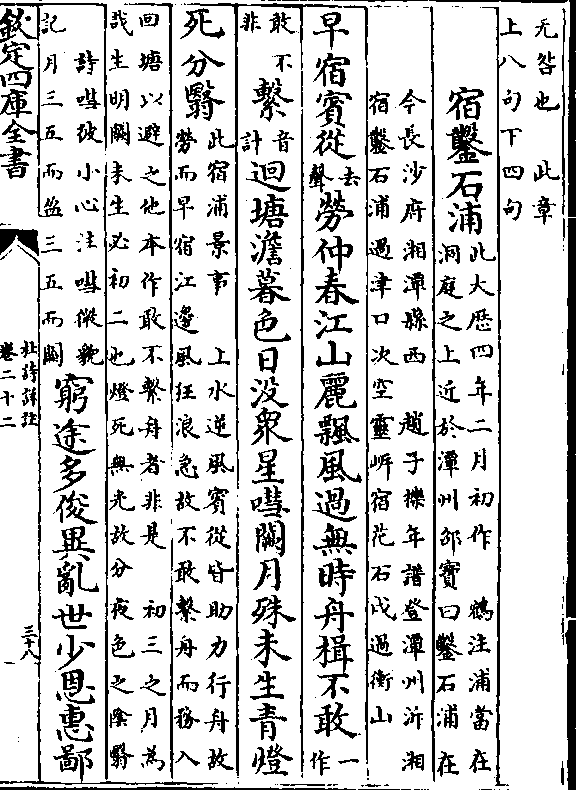 无咎也　此章
上八句下四句
宿鑿石浦
此大歴四年二月初作　鶴注浦當在
洞庭之上近於潭州邵寶曰鑿石浦在
今長沙府湘潭縣西　趙子櫟年譜登潭州泝湘
宿鑿石浦過津口次空靈岸宿花石戍過衡山
早宿賓從去聲勞仲春江山麗飄風過無時舟楫不敢一作
敢不非繫音計迴塘澹暮色日没衆星嘒闕月殊未生青燈
死分翳
此宿浦景事　上水逆風賓從皆助力行舟故
勞而早宿江邊風狂浪急故不敢繫舟而移入
回塘以避之他本作敢不繫舟者非是　初三之月為
哉生明闕未生必初二也燈死無光故分夜色之陰翳
詩嘒彼小心注嘒微貌
記月三五而盈三五而闕
窮途多俊異亂世少恩惠鄙
欽定四庫全書
杜詩詳註
卷二十二
三十八